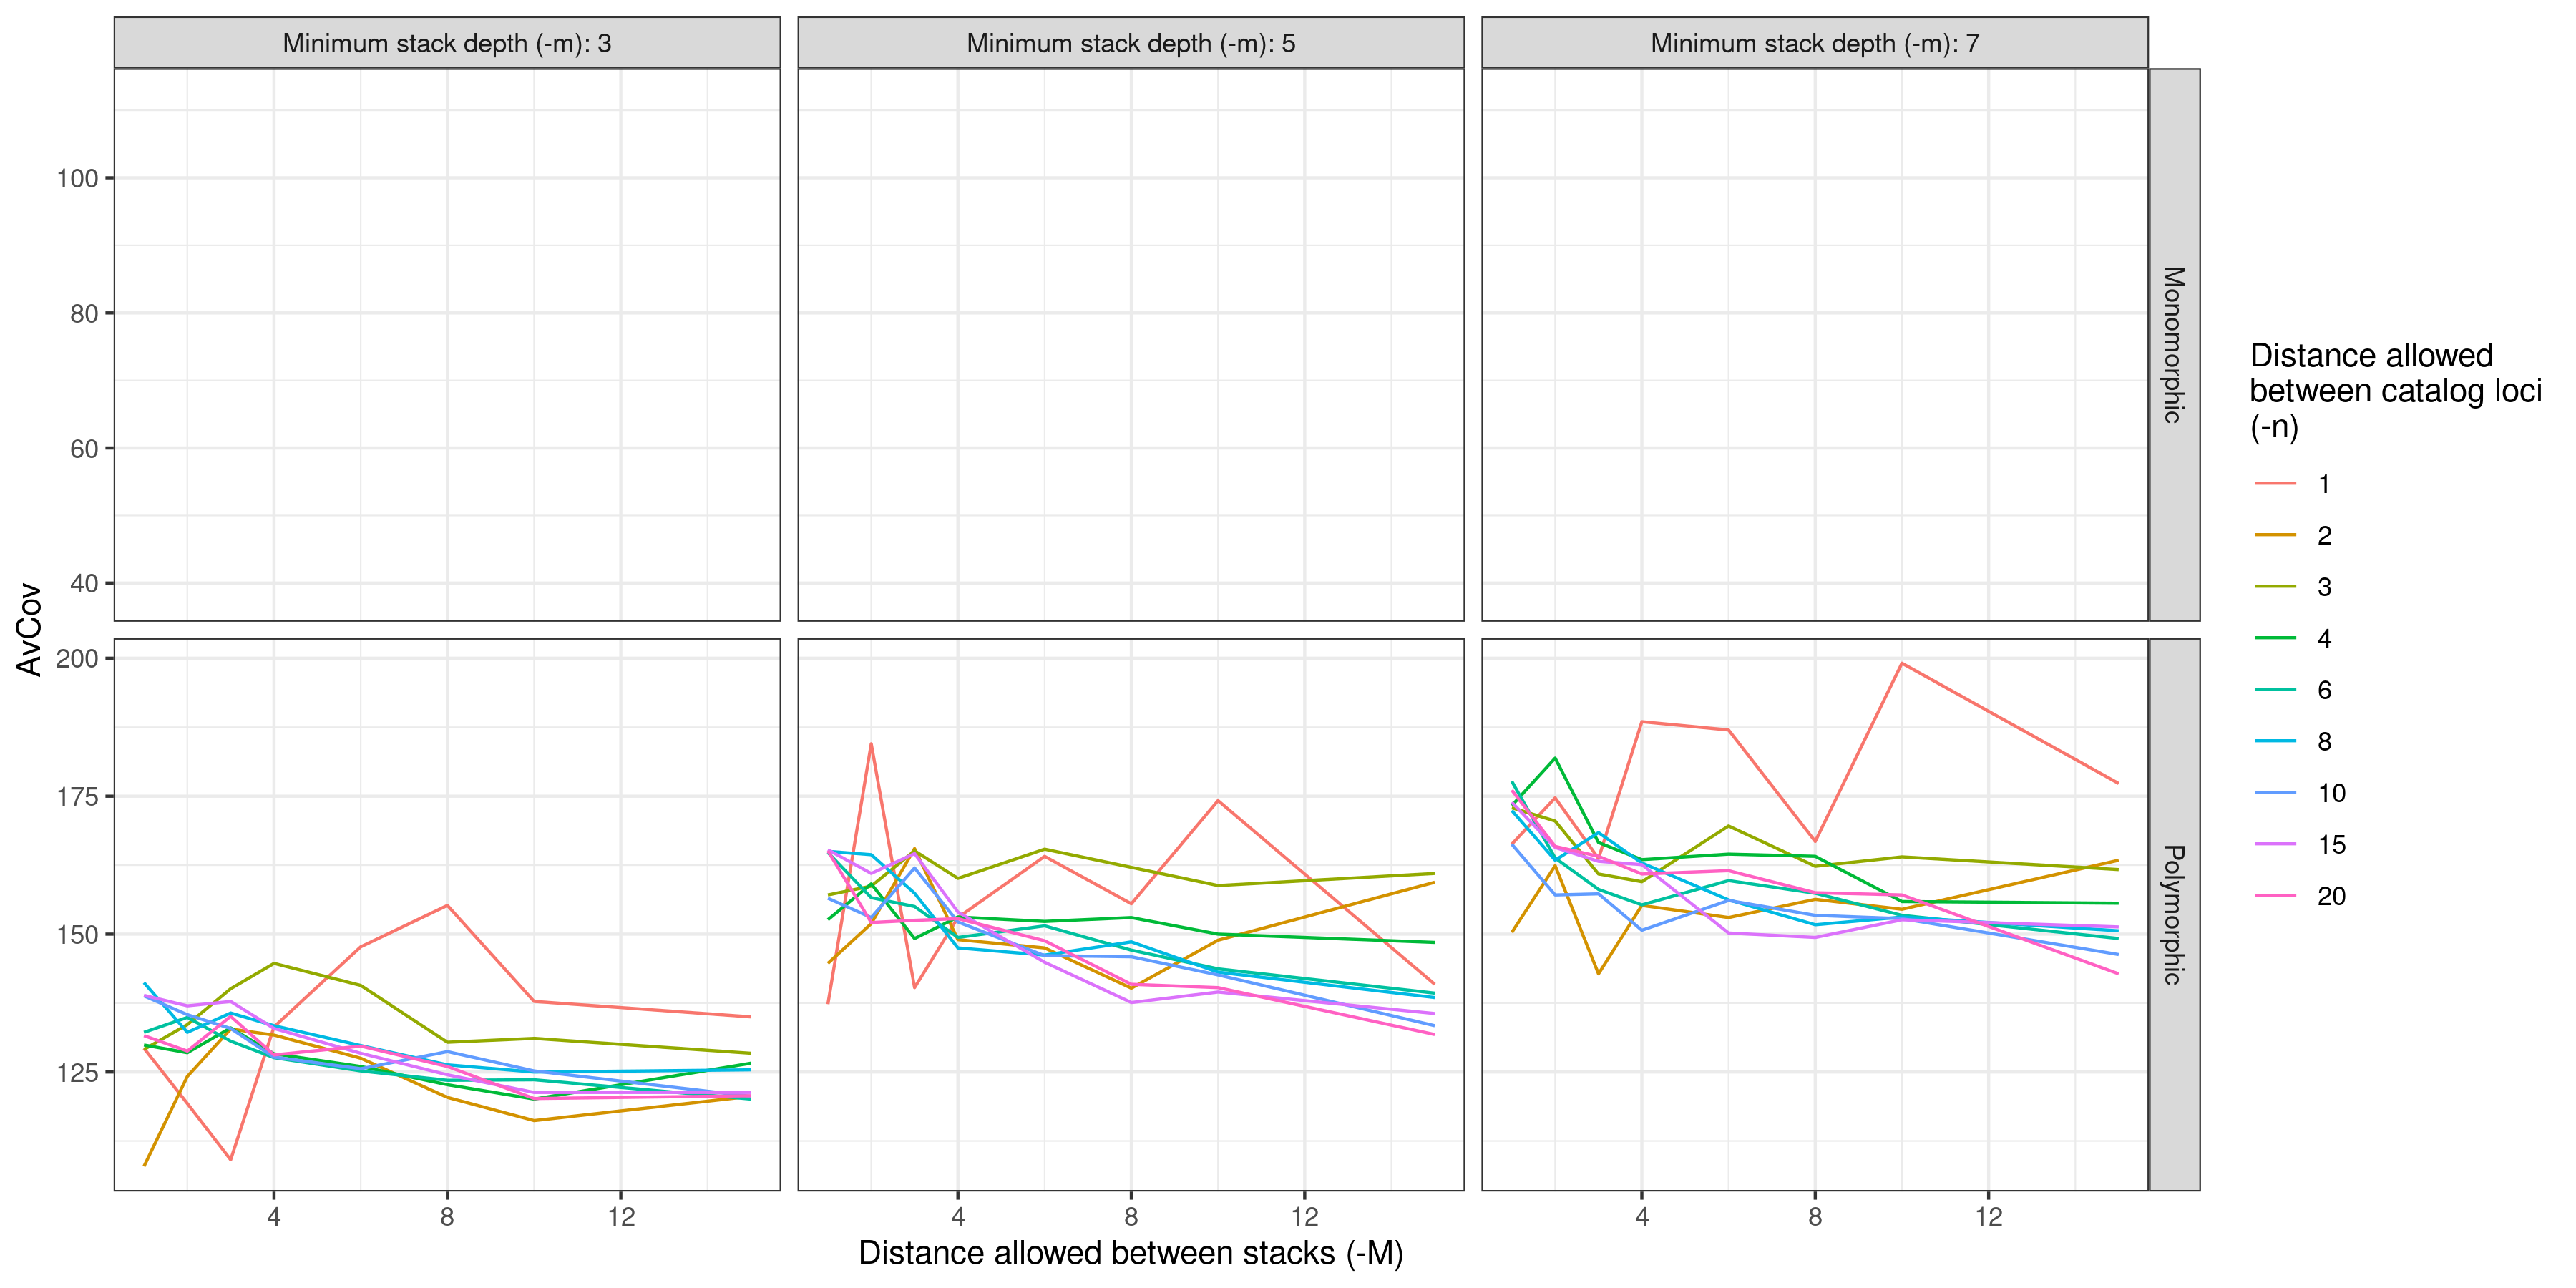 Minimum stack depth (-m): 3
Minimum stack depth (-m): 5
Minimum stack depth (-m): 7
100
80
60
40
Monomorphic
AvCov
200
175
150
125
Polymorphic
4 8 12
4 8 12
4 8 12
Distance allowed between stacks (-M)
Distance allowed
between catalog loci
(-n)
1
2
3
4
6
8
10
15
20